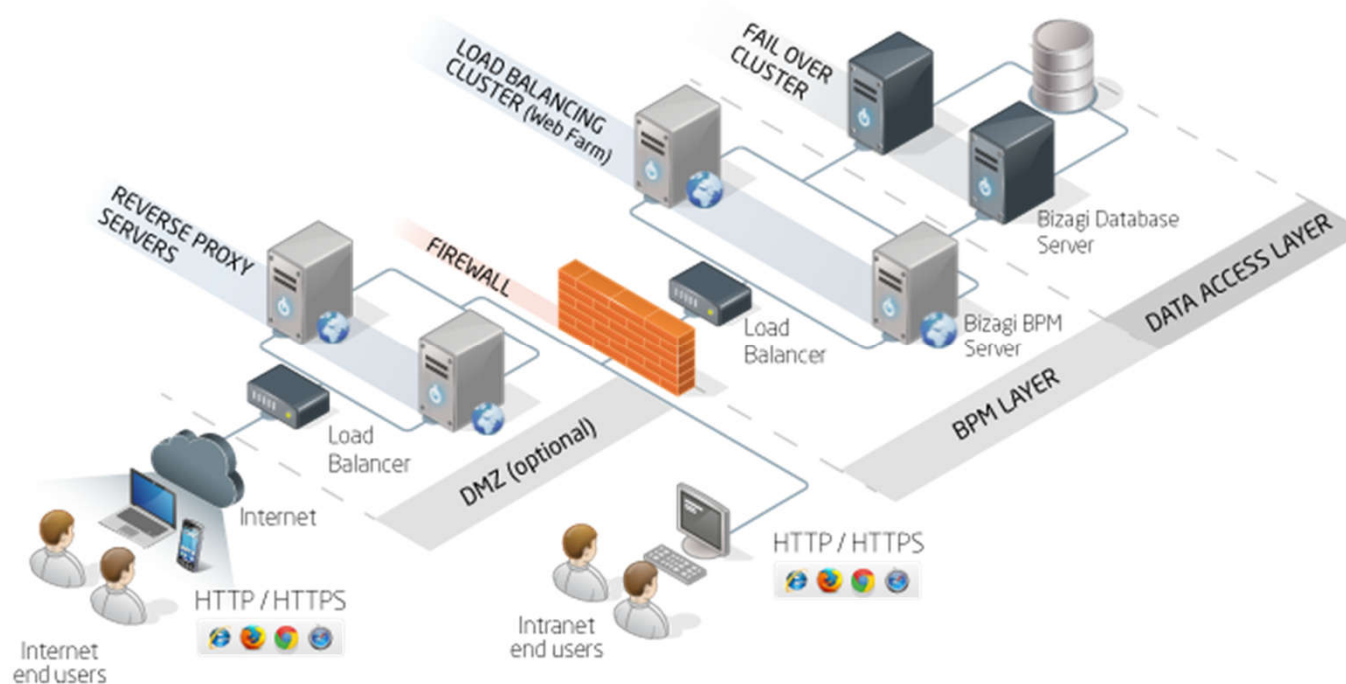 FAIL OVER
CLUSTER
LOAD BALANCING
CLUSTER (Web Farm)
REVERSE PROXY
SERVERS
FIREWALL
Bizagi Database
Server
DATA ACCESS LAYER
Load
Balancer
Bizagi BPM
Server
BPM LAYER
Load
Balancer
DMZ (optional)
Internet
HTTP / HTTPS
HTTP / HTTPS
Internet
end users
Intranet
end users